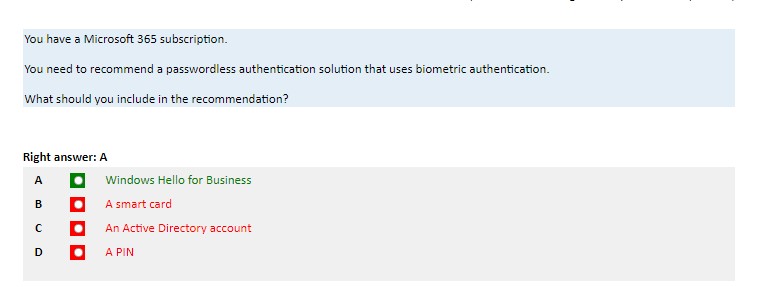 You have a Microsoft 365 subscription.
You need to recommend a passwordless authentication solution that uses biometric authentication.
What should you include in the recommendation?
Right answer: A
A Windows Hello for Business
B A smart card
C An Active Directory account
D A PIN